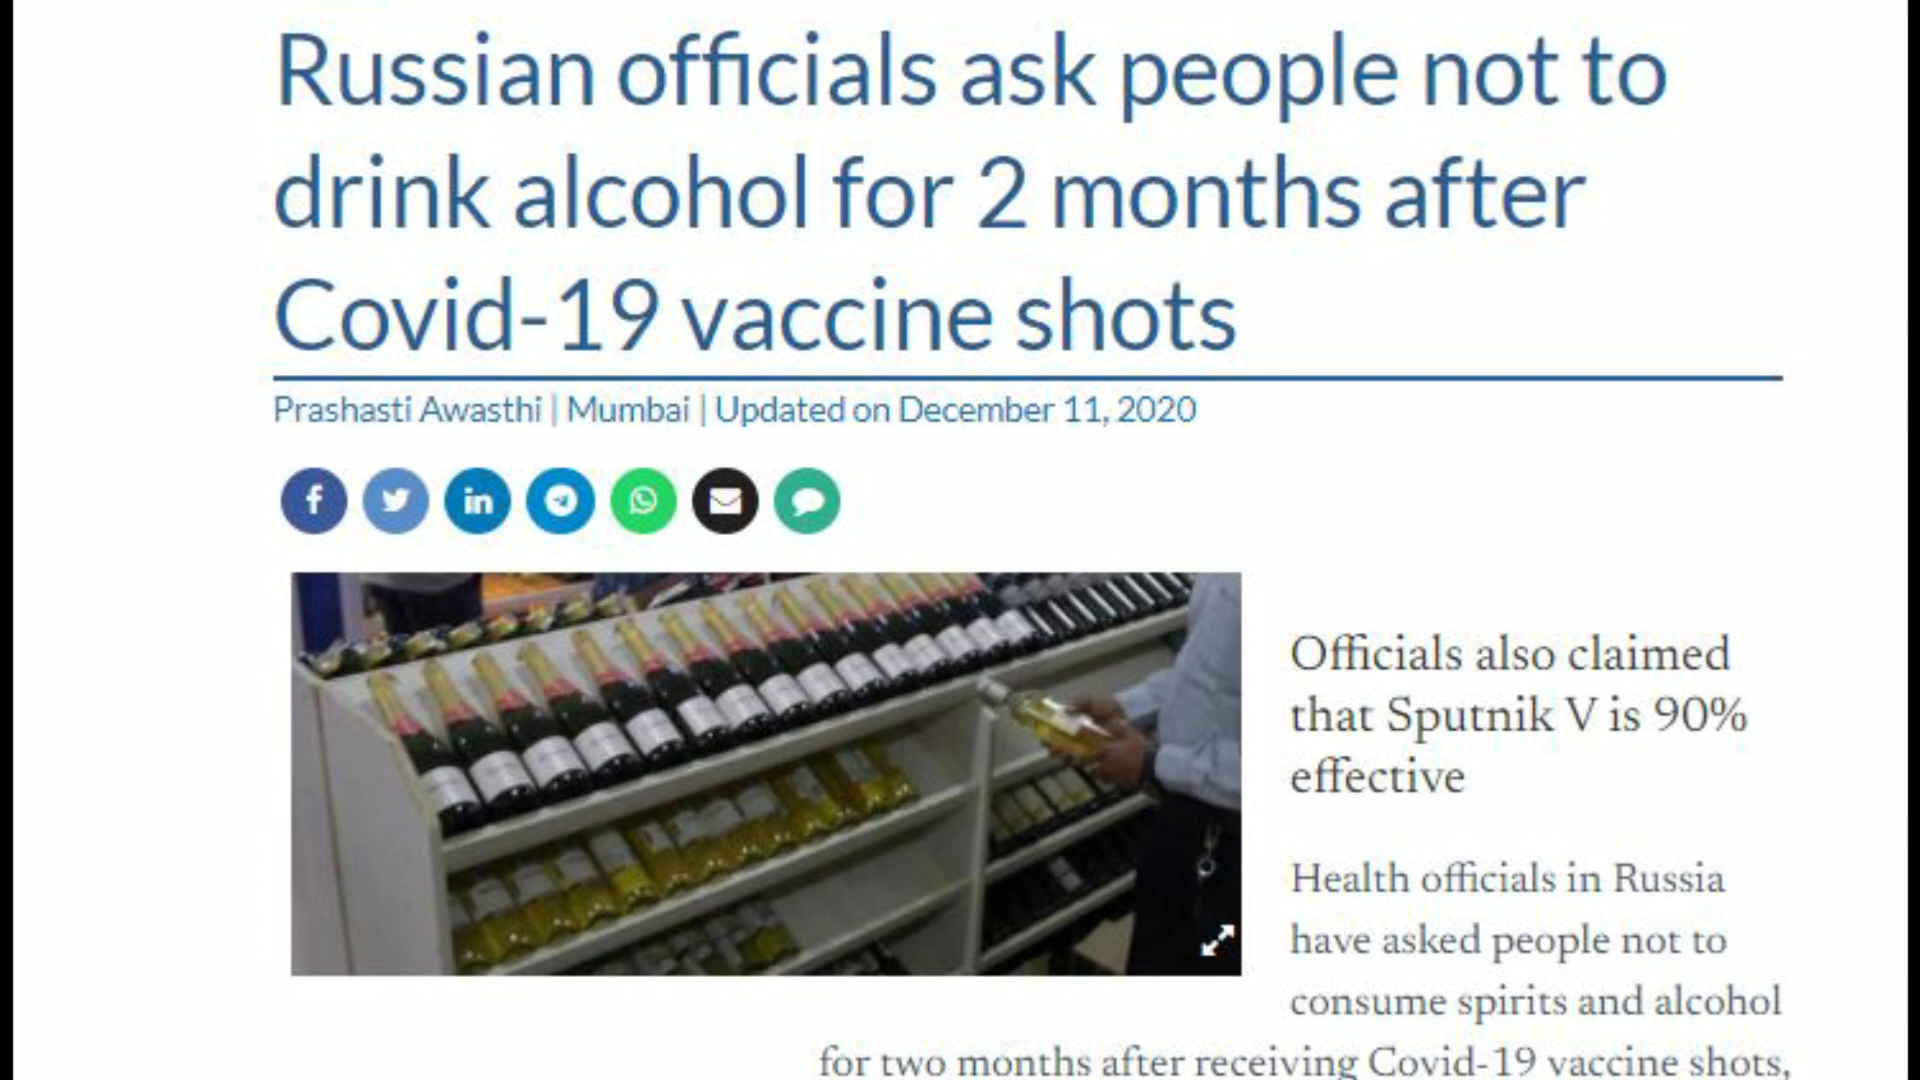 Russian officials ask people not to
drink alcohol for 2 months after
Covid-19 vaccine shots
Prashasti Awasthi | Mumbai | Updated on December 11, 2020
Officials also claimed
that Sputnik V is 90%
effective
Health officials in Russia
have asked people not to
consume spirits and alcohol
for two months after receiving Covid-19 vaccine shots,